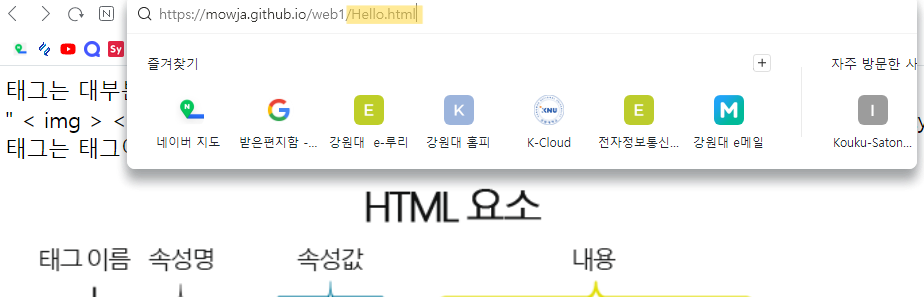 https://mowja.github.io/web1/Hello.html
즐겨찾기
자주 방문한 사
태그는 대부
" < img > <
태그는 태그
N
Sy
E
K
KNU
E
M
I
네이버 지도
받은편지함 -...
강원대 e-루리
강원대 홈피
K-Cloud
전자정보통신...
강원대 e메일
Kouku-Saton...
HTML 요소
태그 이름
속성명
속성값
내용